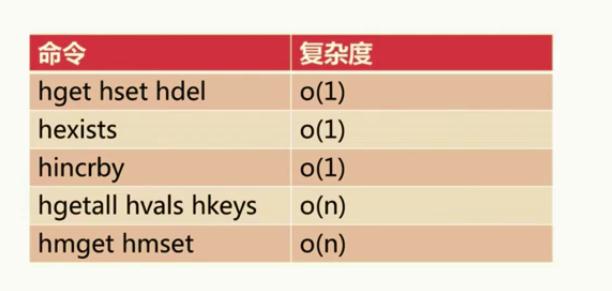 命令 复杂度
hget hset hdel o(1)
hexists o(1)
hincrby o(1)
hgetall hvals hkeys o(n)
hmget hmset o(n)